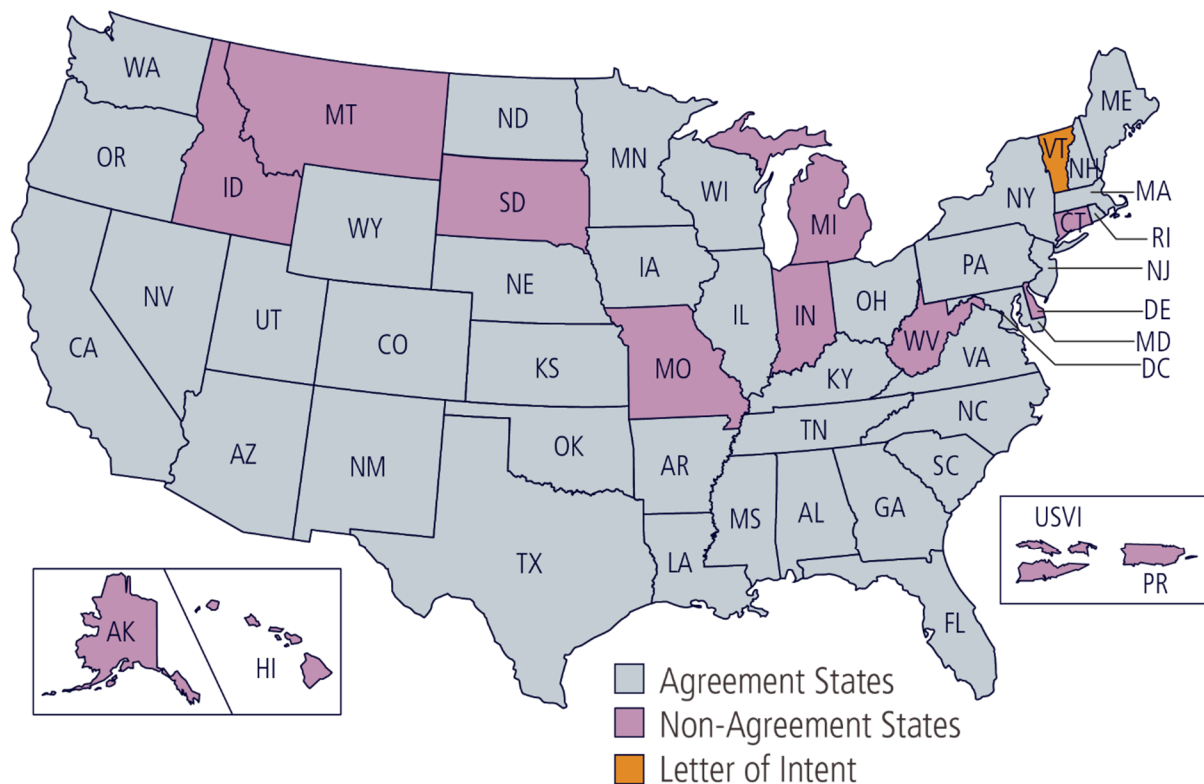 WA
MT
ND
MN
ME
OR
ID
SD
WI
MI
NY
VT
NH
MA
WY
CT
RI
IA
PA
NJ
NE
NV
UT
CO
IL
IN
OH
DE
CA
KS
MO
WV
VA
MD
DC
KY
NC
AZ
NM
OK
AR
TN
SC
MS
AL
GA
TX
LA
FL
USVI
PR
AK
HI
Agreement States
Non-Agreement States
Letter of Intent